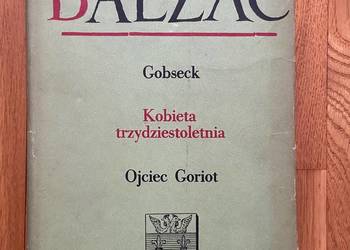 BALZAC
Gobseck
Kobieta
trzydziestoletnia
Ojciec Goriot